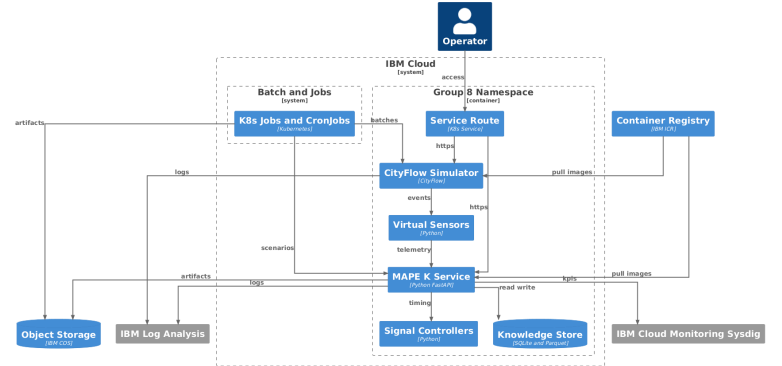 Operator
IBM Cloud
[system]
access
Batch and Jobs
[system]
Group 8 Namespace
[container]
artifacts
K8s Jobs and CronJobs
[Kubernetes]
batches
Service Route
[K8s Service]
Container Registry
[IBM ICR]
https
CityFlow Simulator
[CityFlow]
logs
pull images
events
https
Virtual Sensors
[Python]
scenarios
telemetry
MAPE K Service
[Python FastAPI]
artifacts
logs
kpis
pull images
read write
timing
Object Storage
[IBM COS]
IBM Log Analysis
Signal Controllers
[Python]
Knowledge Store
[SQLite and Parquet]
IBM Cloud Monitoring Sysdig